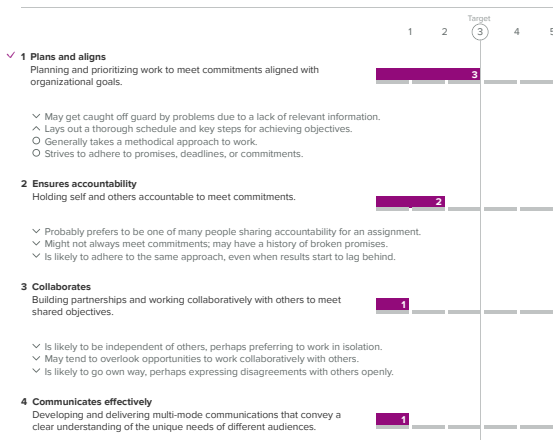 Target
1 2 3 4 5
1 Plans and aligns
Planning and prioritizing work to meet commitments aligned with
organizational goals.
3
May get caught off guard by problems due to a lack of relevant information.
Lays out a thorough schedule and key steps for achieving objectives.
Generally takes a methodical approach to work.
Strives to adhere to promises, deadlines, or commitments.
2 Ensures accountability
Holding self and others accountable to meet commitments.
2
Probably prefers to be one of many people sharing accountability for an assignment.
Might not always meet commitments; may have a history of broken promises.
Is likely to adhere to the same approach, even when results start to lag behind.
3 Collaborates
Building partnerships and working collaboratively with others to meet
shared objectives.
1
Is likely to be independent of others, perhaps preferring to work in isolation.
May tend to overlook opportunities to work collaboratively with others.
Is likely to go own way, perhaps expressing disagreements with others openly.
4 Communicates effectively
Developing and delivering multi-mode communications that convey a
clear understanding of the unique needs of different audiences.
1